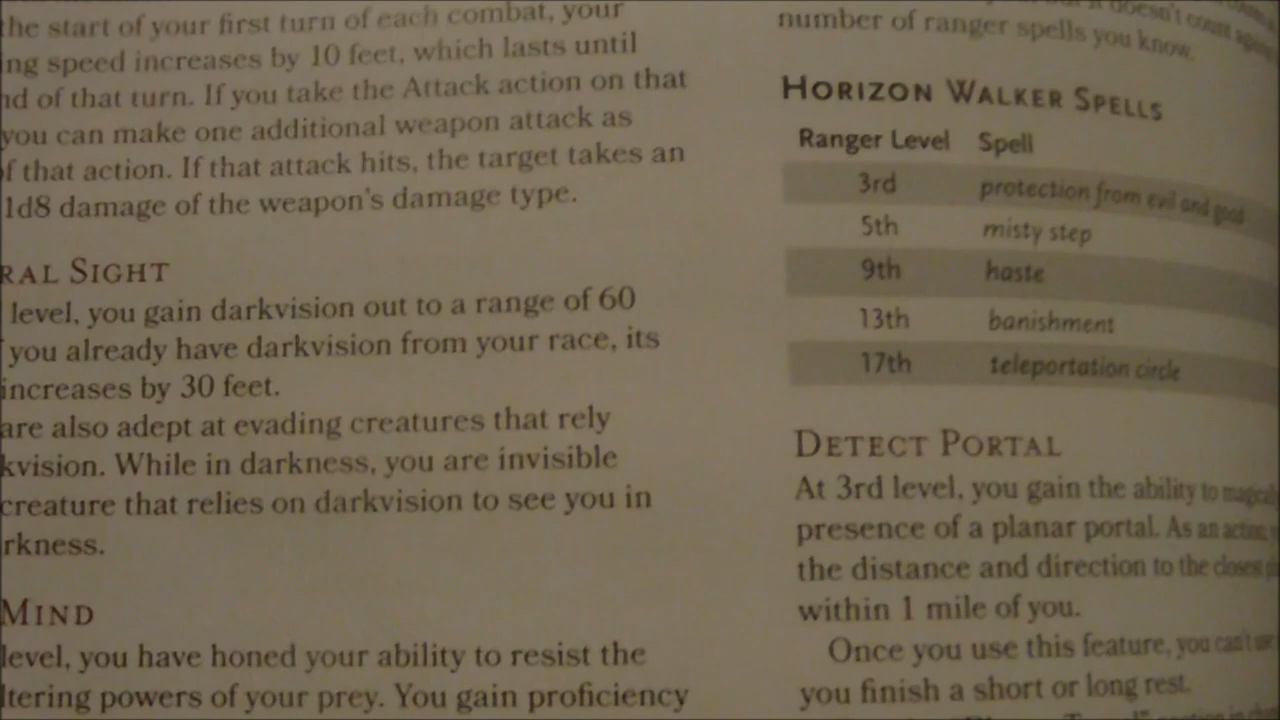 the start of your first turn of each combat, your
ing speed increases by 10 feet, which lasts until
nd of that turn. If you take the Attack action on that
you can make one additional weapon attack as
of that action. If that attack hits, the target takes an
1d8 damage of the weapon's damage type.
RAL SIGHT
level, you gain darkvision out to a range of 60
you already have darkvision from your race, its
increases by 30 feet.
are also adept at evading creatures that rely
kvision. While in darkness, you are invisible
creature that relies on darkvision to see you in
rkness.
MIND
level, you have honed your ability to resist the
ltering powers of your prey. You gain proficiency
it doesn't count
number of ranger spells you know.
HORIZON WALKER SPELLS
Ranger Level Spell
3rd protection from evil and good
5th misty step
9th haste
13th banishment
17th teleportation circle
DETECT PORTAL
At 3rd level, you gain the ability to
presence of a planar portal. As an action,
the distance and direction to the
within 1 mile of you.
Once you use this feature, you can't
you finish a short or long rest.